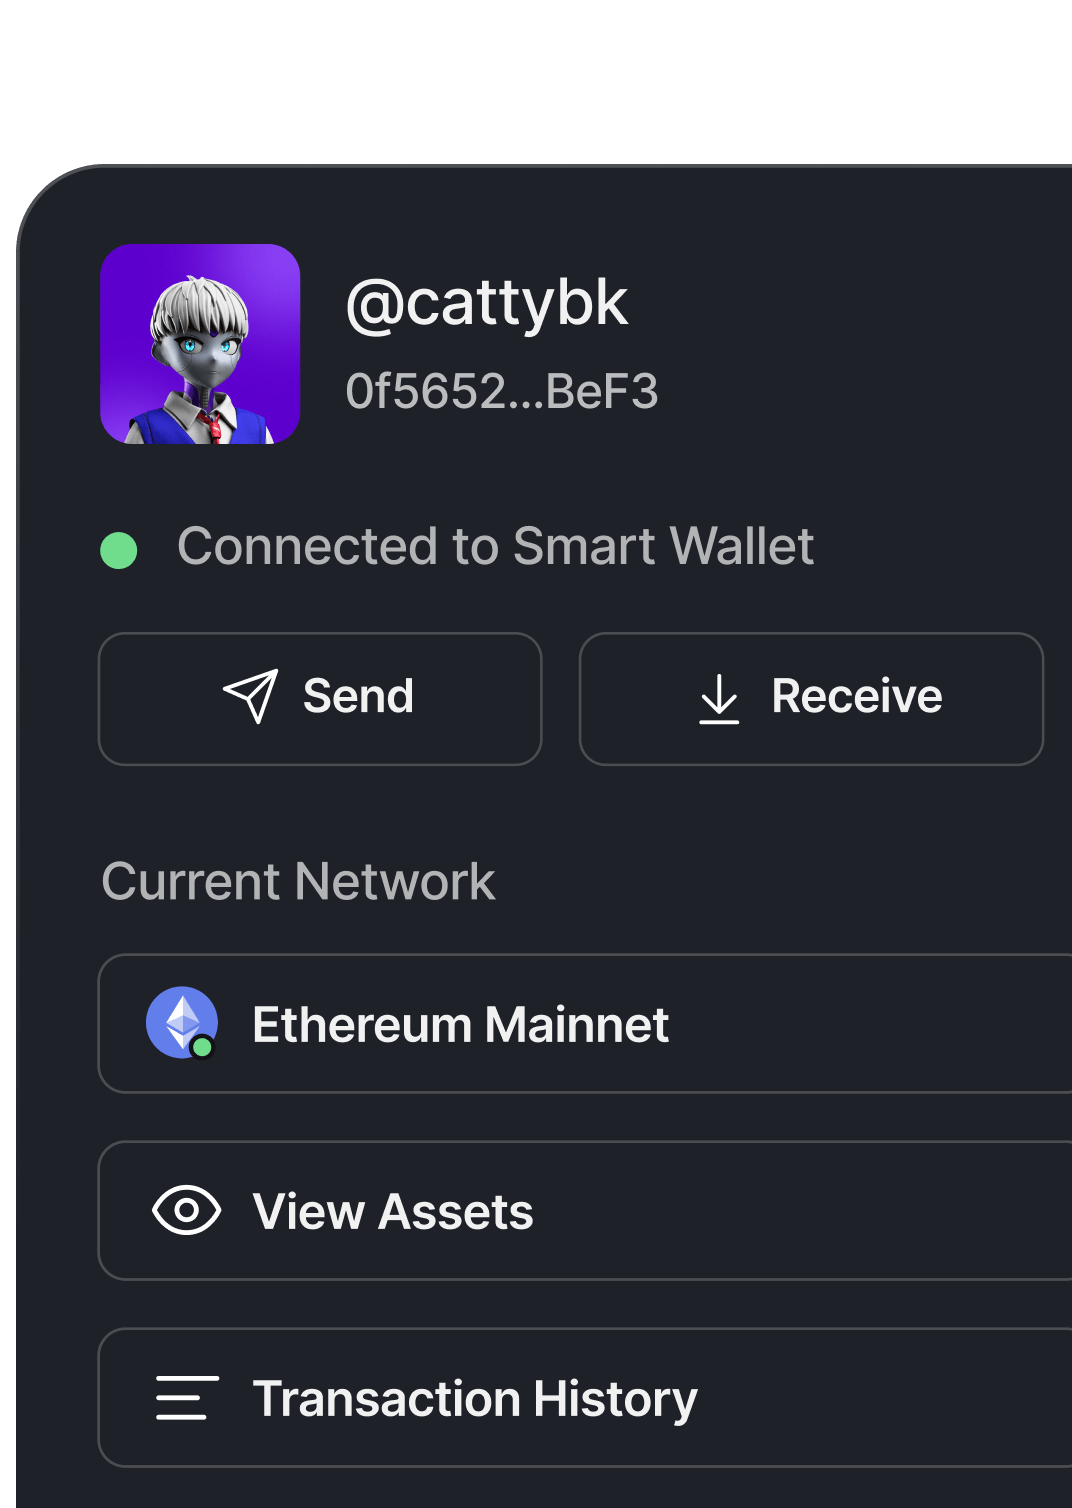 @cattybk
0f5652...BeF3
Connected to Smart Wallet
Send
Receive
Current Network
Ethereum Mainnet
View Assets
Transaction History